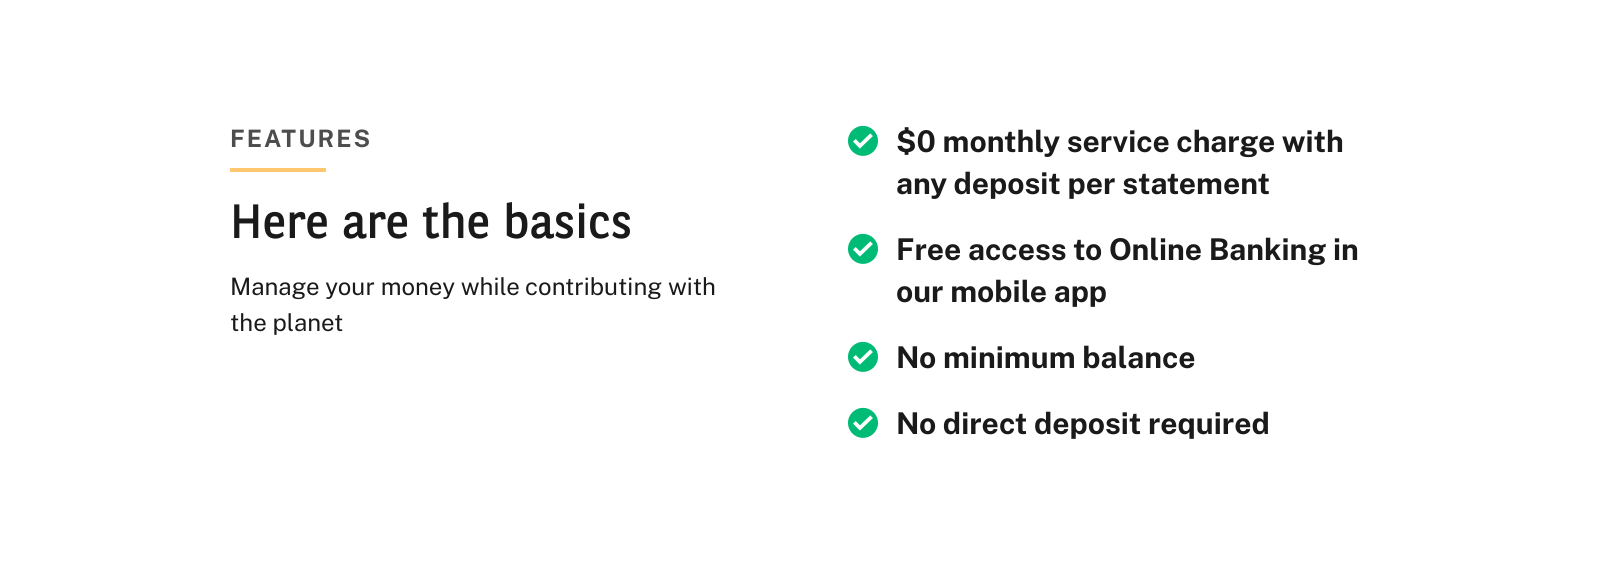 FEATURES
Here are the basics
Manage your money while contributing with
the planet
$0 monthly service charge with
any deposit per statement
Free access to Online Banking in
our mobile app
No minimum balance
No direct deposit required